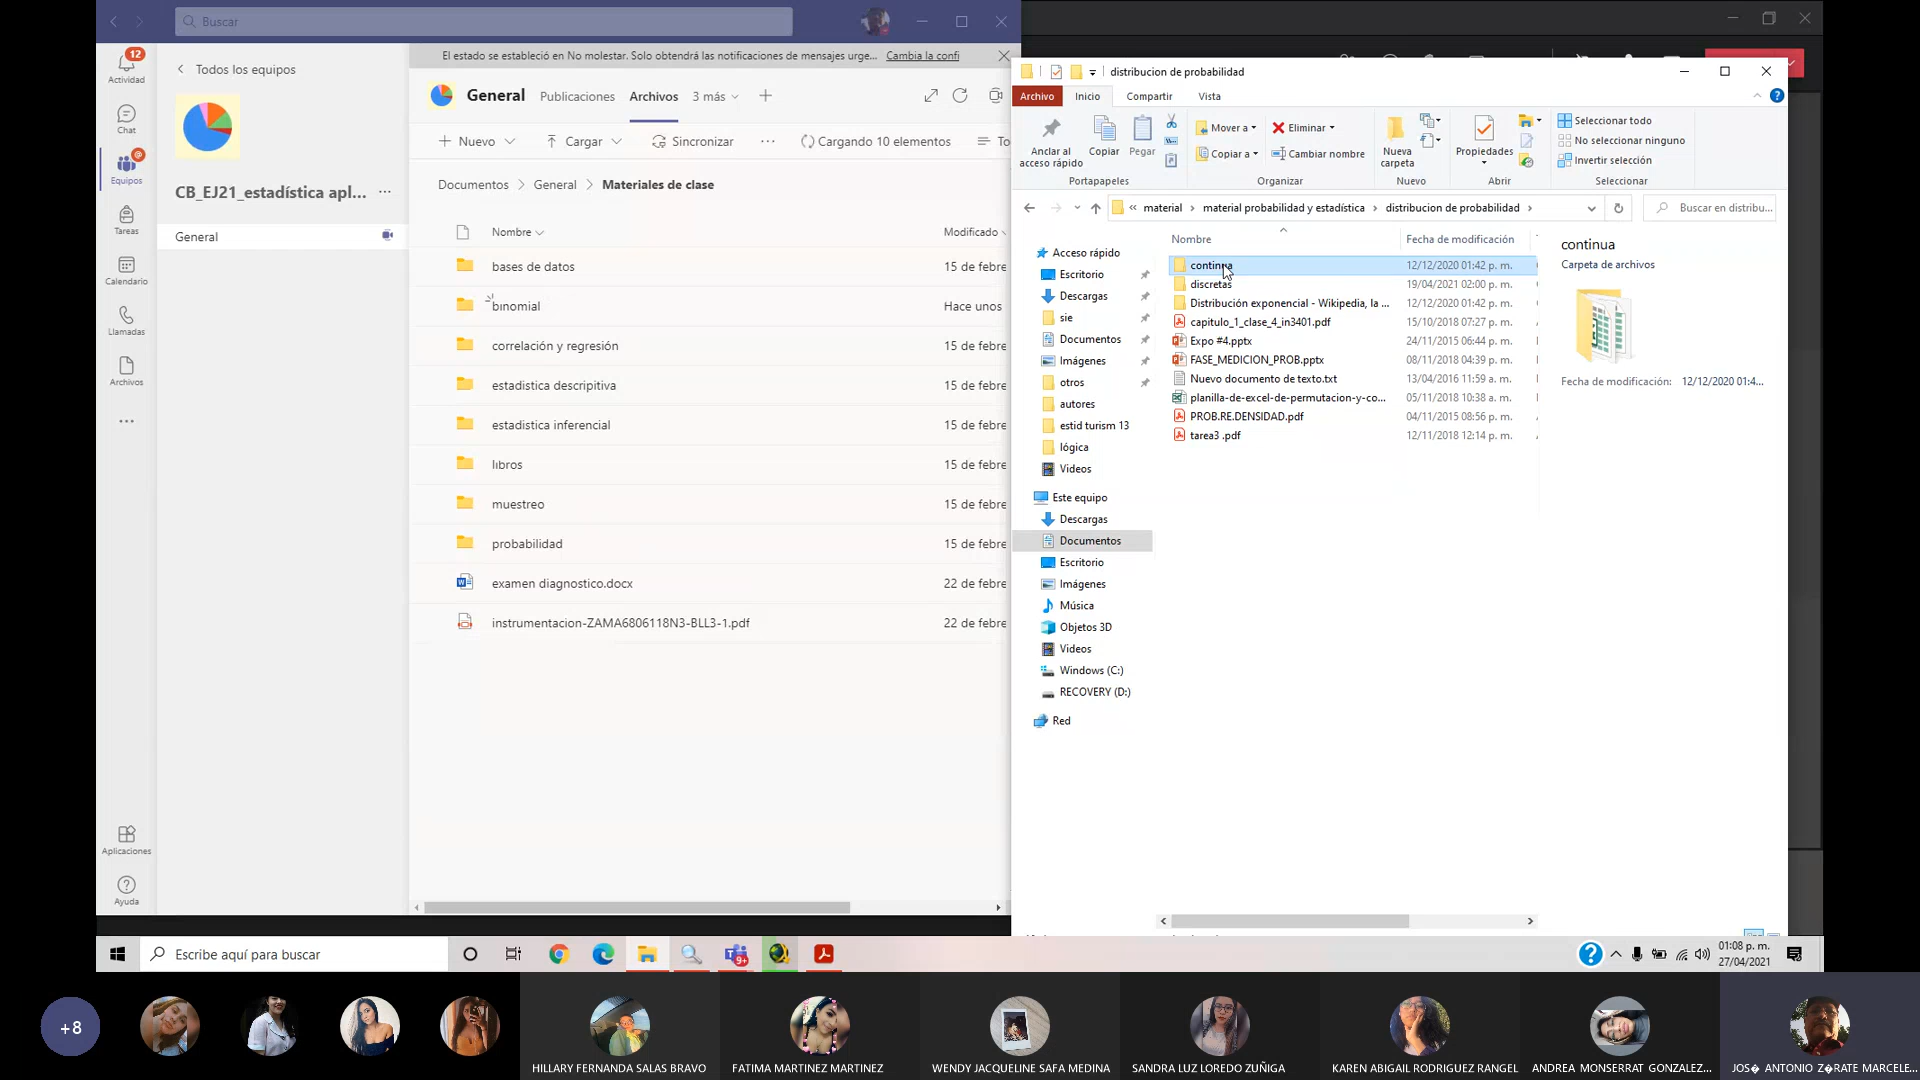 Buscar
El estado se estableció en No molestar. Solo obtendrá las notificaciones de mensajes urge... Cambia la confi
12
Actividad
Chat
Equipos
Tareas
Calendario
Llamadas
Archivos
Aplicaciones
Ayuda
Todos los equipos
CB_EJ21_estadística apl... ...
General
General Publicaciones Archivos 3 más
Nuevo Cargar Sincronizar ... Cargando 10 elementos To
Documentos > General > Materiales de clase
Nombre Modificado
bases de datos 15 de febre
binomial Hace unos
correlación y regresión 15 de febre
estadistica descripitiva 15 de febre
estadistica inferencial 15 de febre
libros 15 de febre
muestreo 15 de febre
probabilidad 15 de febre
examen diagnostico.docx 22 de febre
instrumentacion-ZAMA6806118N3-BLL3-1.pdf 22 de febre
distribucion de probabilidad
Archivo Inicio Compartir Vista
Anclar al acceso rápido
Copiar
Pegar
Portapapeles
Mover a
Copiar a
Eliminar
Cambiar nombre
Organizar
Nueva carpeta
Nuevo
Propiedades
Abrir
Seleccionar todo
No seleccionar ninguno
Invertir selección
Seleccionar
« material > material probabilidad y estadística > distribucion de probabilidad >
Buscar en distribu...
Acceso rápido
Escritorio
Descargas
sie
Documentos
Imágenes
otros
autores
estid turism 13
lógica
Videos
Este equipo
Descargas
Documentos
Escritorio
Imágenes
Música
Objetos 3D
Videos
Windows (C:)
RECOVERY (D:)
Red
Nombre Fecha de modificación
continua 12/12/2020 01:42 p. m.
discretas 19/04/2021 02:00 p. m.
Distribución exponencial - Wikipedia, la ... 12/12/2020 01:42 p. m.
capitulo_1_clase_4_in3401.pdf 15/10/2018 07:27 p. m.
Expo #4.pptx 24/11/2015 06:44 p. m.
FASE_MEDICION_PROB.pptx 08/11/2018 04:39 p. m.
Nuevo documento de texto.txt 13/04/2016 11:59 a. m.
planilla-de-excel-de-permutacion-y-co... 05/11/2018 10:38 a. m.
PROB.RE.DENSIDAD.pdf 04/11/2015 08:56 p. m.
tarea3 .pdf 12/11/2018 12:14 p. m.
continua
Carpeta de archivos
Fecha de modificación: 12/12/2020 01:4...
Escribe aquí para buscar
9+
01:08 p. m.
27/04/2021
+8
HILLARY FERNANDA SALAS BRAVO
FATIMA MARTINEZ MARTINEZ
WENDY JACQUELINE SAFA MEDINA
SANDRA LUZ LOREDO ZUÑIGA
KAREN ABIGAIL RODRIGUEZ RANGEL
ANDREA MONSERRAT GONZALEZ...
JOS� ANTONIO Z�RATE MARCELE...